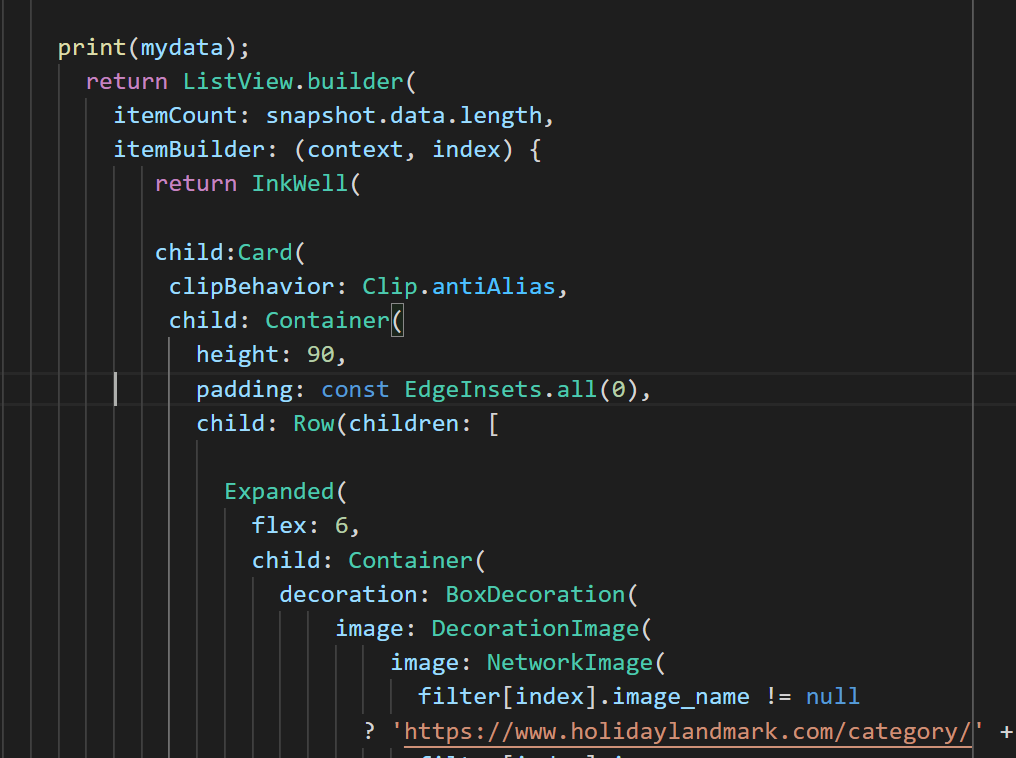 print(mydata);
return ListView.builder(
itemCount: snapshot.data.length,
itemBuilder: (context, index) {
return InkWell(
child:Card(
clipBehavior: Clip.antiAlias,
child: Container(
height: 90,
padding: const EdgeInsets.all(0),
child: Row(children: [
Expanded(
flex: 6,
child: Container(
decoration: BoxDecoration(
image: DecorationImage(
image: NetworkImage(
filter[index].image_name != null
? 'https://www.holidaylandmark.com/category/' +